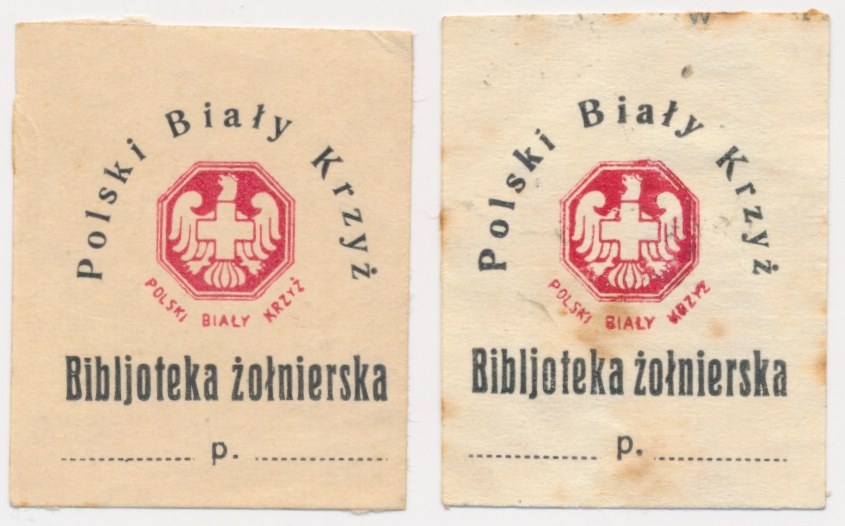 Polski Biały Krzyż
POLSKI BIAŁY KRZYŻ
Bibljoteka żołnierska
.............. p. ..............
W
Polski Biały Krzyż
POLSKI BIAŁY KRZYŻ
Bibljoteka żołnierska
.............. p. ..............